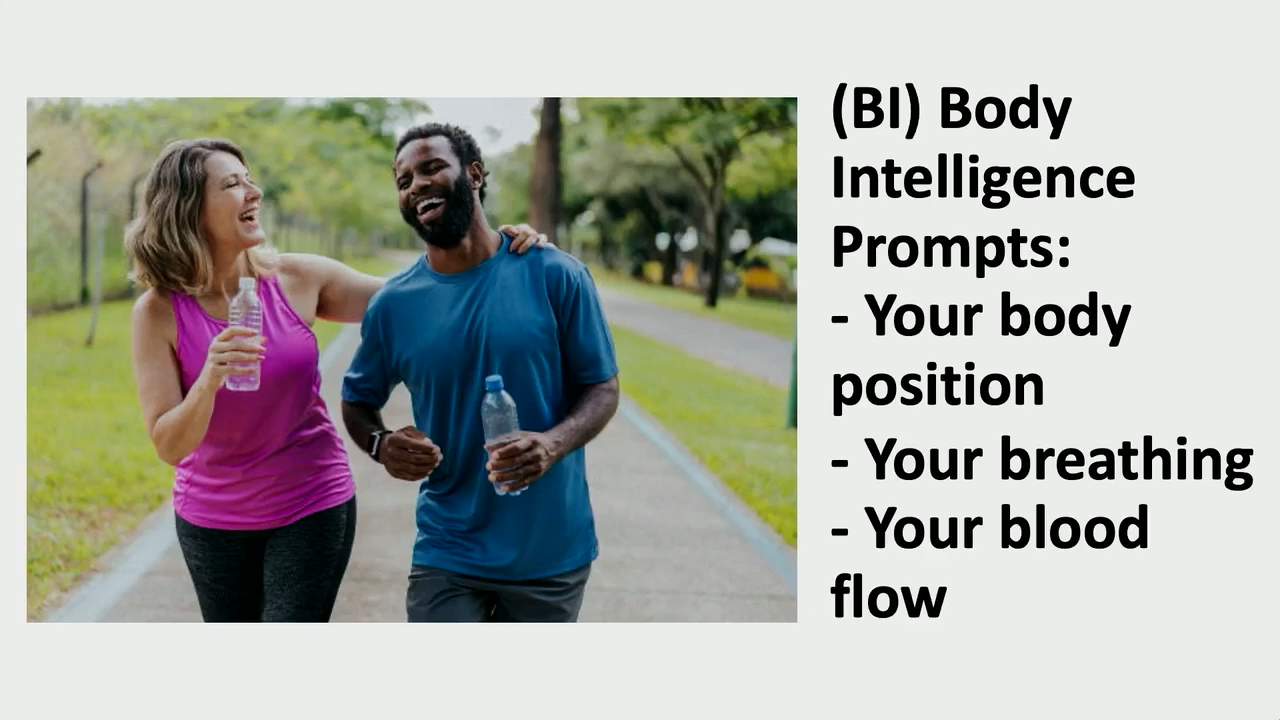 (BI) Body
Intelligence
Prompts:
- Your body
position
- Your breathing
- Your blood
flow